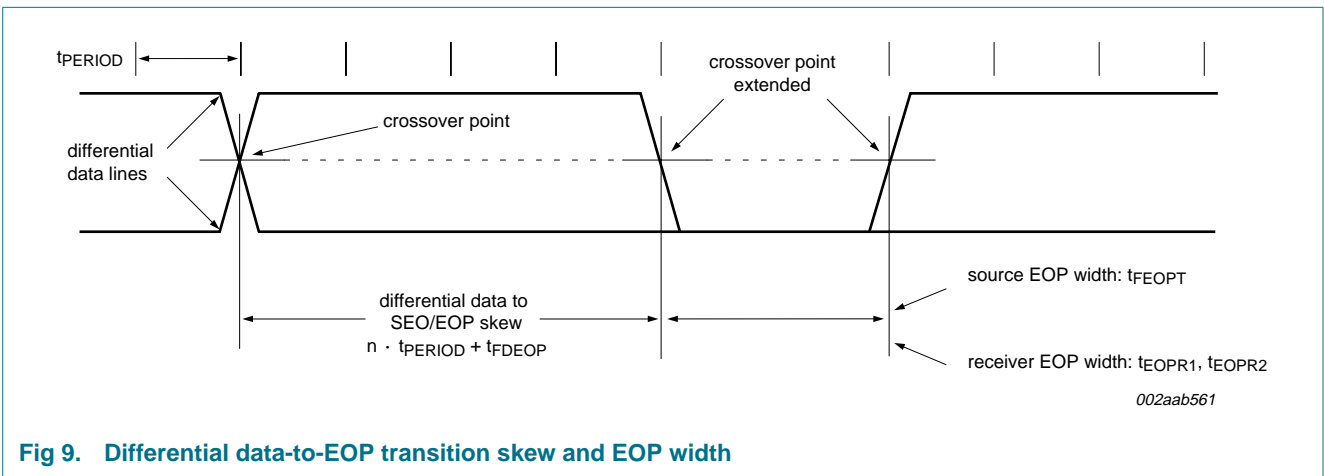 tPERIOD
crossover point
extended
crossover point
differential
data lines
differential data to
SEO/EOP skew
n · tPERIOD + tFDEOP
source EOP width: tFEOPT
receiver EOP width: tEOPR1, tEOPR2
002aab561
Fig 9. Differential data-to-EOP transition skew and EOP width